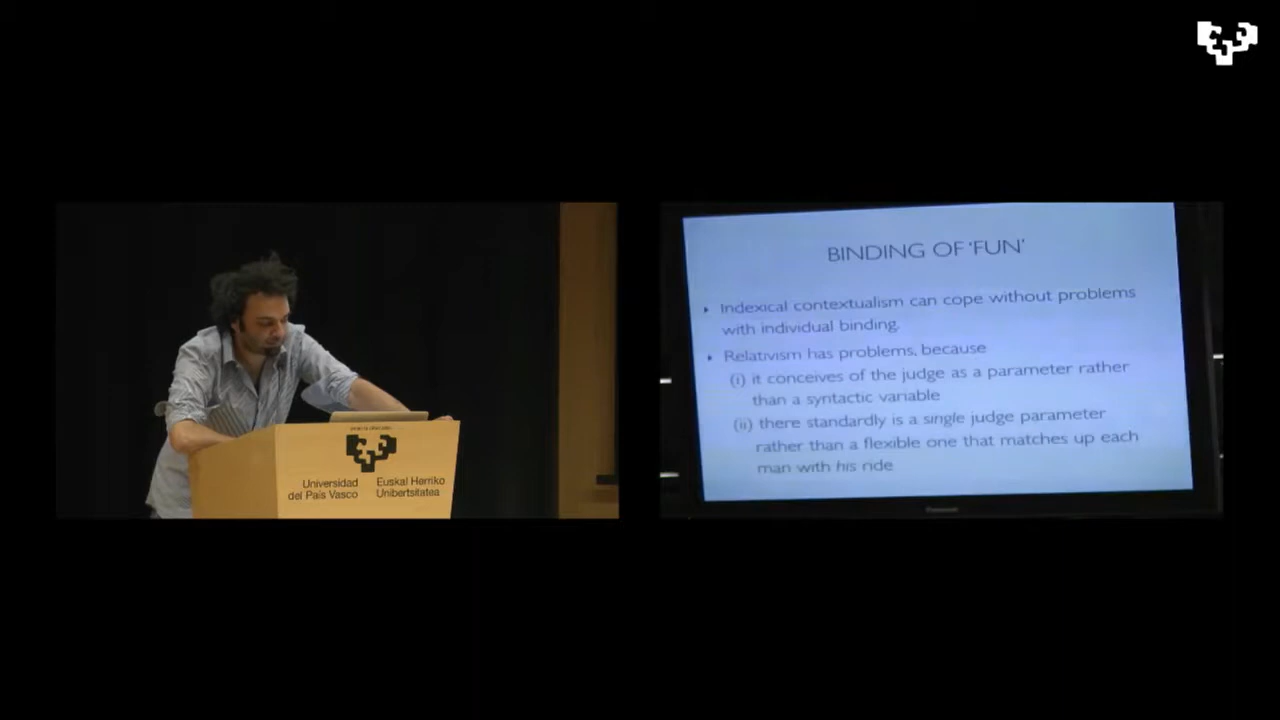 Universidad
del País Vasco
Euskal Herriko
Unibertsitatea
BINDING OF 'FUN'
Indexical contextualism can cope without problems
with individual binding.
Relativism has problems, because
(i) it conceives of the judge as a parameter rather
than a syntactic variable
(ii) there standardly is a single judge parameter
rather than a flexible one that matches up each
man with his ride
Panasonic